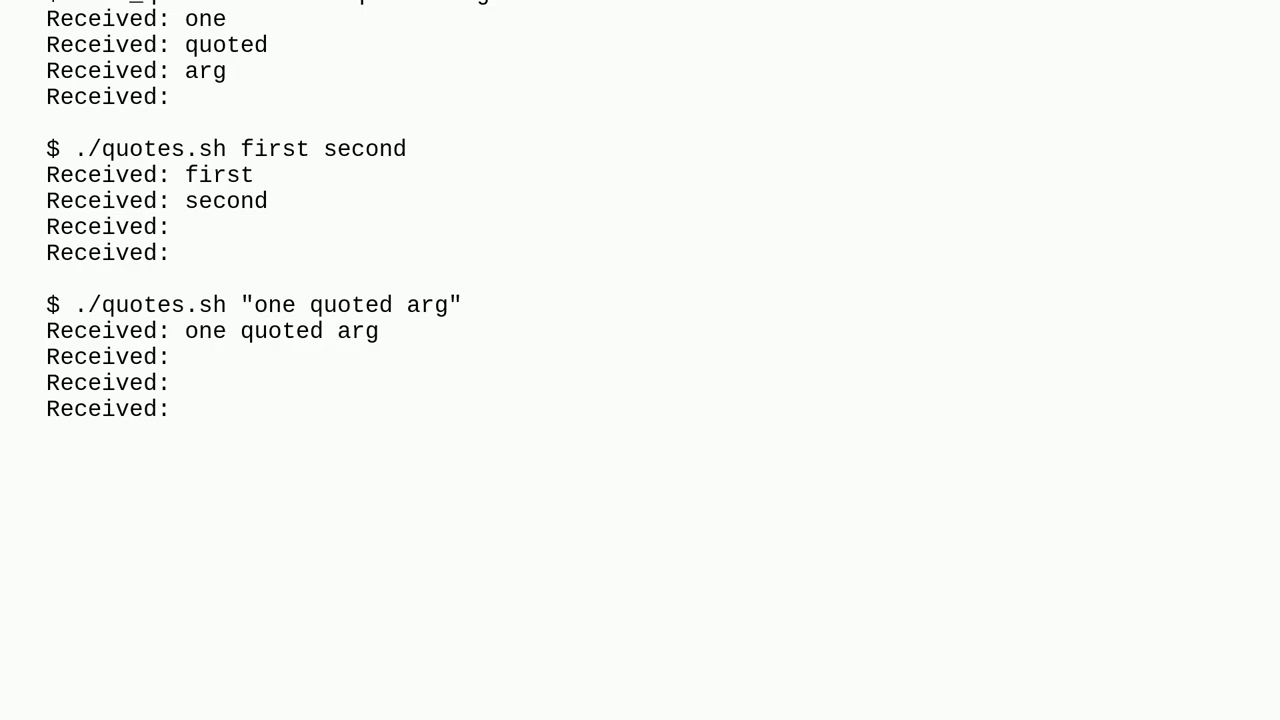 Received: one
Received: quoted
Received: arg
Received:
$ ./quotes.sh first second
Received: first
Received: second
Received:
Received:
$ ./quotes.sh "one quoted arg"
Received: one quoted arg
Received:
Received:
Received: